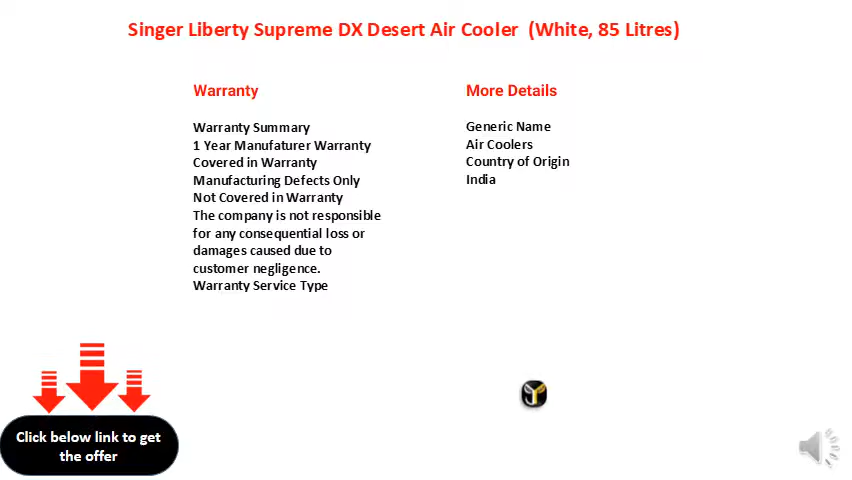 Singer Liberty Supreme DX Desert Air Cooler (White, 85 Litres)
Warranty
Warranty Summary
1 Year Manufaturer Warranty
Covered in Warranty
Manufacturing Defects Only
Not Covered in Warranty
The company is not responsible
for any consequential loss or
damages caused due to
customer negligence.
Warranty Service Type
More Details
Generic Name
Air Coolers
Country of Origin
India
Click below link to get
the offer